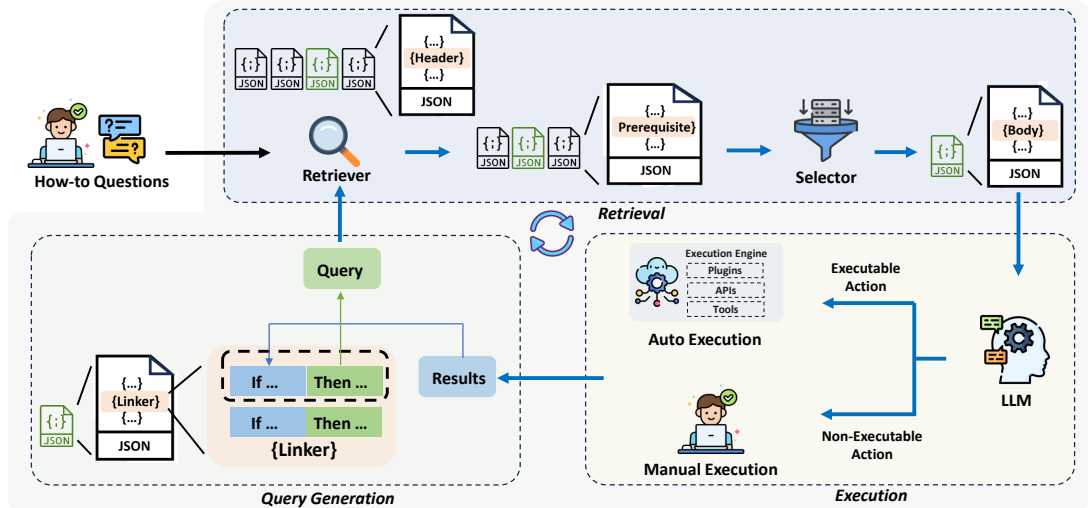 {...}
{Header}
{...}
JSON
{;}
JSON
{;}
JSON
{;}
JSON
{;}
JSON
How-to Questions
Retriever
{;}
JSON
{;}
JSON
{;}
JSON
{...}
Prerequisite}
{...}
JSON
Selector
{;}
JSON
{...}
{Body}
{...}
JSON
Retrieval
Query
If ...
Then ...
If ...
Then ...
{Linker}
Results
{;}
JSON
{...}
{Linker}
{...}
JSON
Query Generation
Execution Engine
Plugins
APIs
Tools
Auto Execution
Executable
Action
LLM
Non-Executable
Action
Manual Execution
Execution